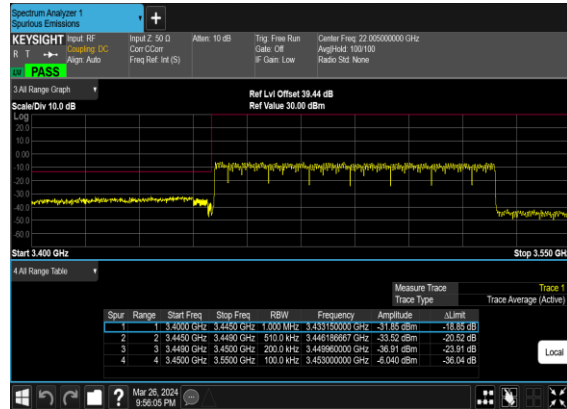 Spectrum Analyzer 1
Spurious Emissions
+
KEYSIGHT Input: RF Input Z: 50 Ω Atten: 10 dB Trig: Free Run Center Freq: 22.005000000 GHz
R T Coupling: DC Corr CCorr Gate: Off Avg|Hold: 100/100
Align: Auto Freq Ref: Int (S) IF Gain: Low Radio Std: None
PASS
3 All Range Graph
Ref Lvl Offset 39.44 dB
Scale/Div 10.0 dB Ref Value 30.00 dBm
Log
20.0
10.0
0.00
-10.0
-20.0
-30.0
-40.0
-50.0
-60.0
Start 3.400 GHz Stop 3.550 GHz
4 All Range Table
Measure Trace Trace 1
Trace Type Trace Average (Active)
Spur Range Start Freq Stop Freq RBW Frequency Amplitude ΔLimit
1 1 3.4000 GHz 3.4450 GHz 1.000 MHz 3.433150000 GHz -31.85 dBm -18.85 dB
2 2 3.4450 GHz 3.4490 GHz 510.0 kHz 3.446186667 GHz -33.52 dBm -20.52 dB
3 3 3.4490 GHz 3.4500 GHz 200.0 kHz 3.449960000 GHz -36.91 dBm -23.91 dB
4 4 3.4500 GHz 3.5500 GHz 100.0 kHz 3.453000000 GHz -6.040 dBm -36.04 dB
Local
? Mar 26, 2024
9:56:05 PM